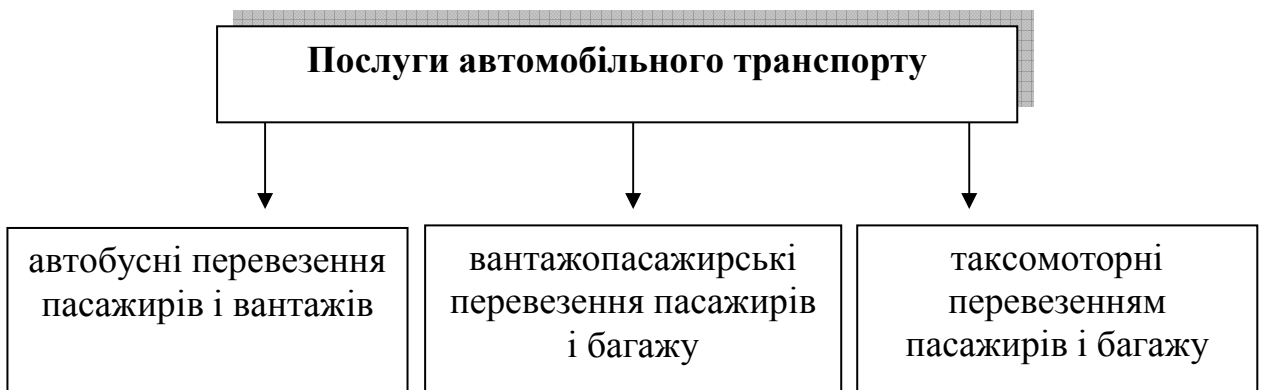 Послуги автомобільного транспорту
автобусні перевезення
пасажирів і вантажів
вантажопасажирські
перевезення пасажирів
і багажу
таксомоторні
перевезенням
пасажирів і багажу